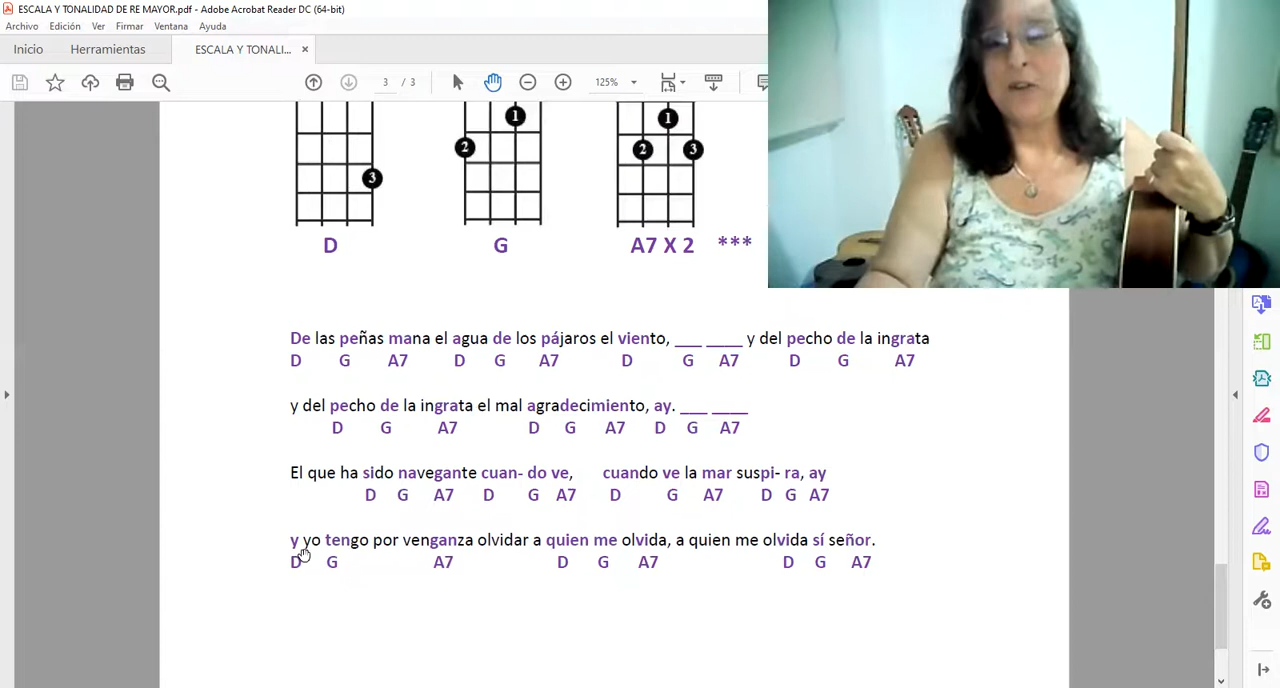 ESCALA Y TONALIDAD DE RE MAYOR.pdf - Adobe Acrobat Reader DC (64-bit)
Archivo Edición Ver Firmar Ventana Ayuda
Inicio Herramientas ESCALA Y TONALI... ×
3 / 3 125%
1 1
2 2 3
3
D G A7 X 2 ***
De las peñas mana el agua de los pájaros el viento, ___ ____ y del pecho de la ingrata
D G A7 D G A7 D G A7 D G A7
y del pecho de la ingrata el mal agradecimiento, ay. ___ ____
D G A7 D G A7 D G A7
El que ha sido navegante cuan- do ve, cuando ve la mar suspi- ra, ay
D G A7 D G A7 D G A7 D G A7
y yo tengo por venganza olvidar a quien me olvida, a quien me olvida sí señor.
D G A7 D G A7 D G A7